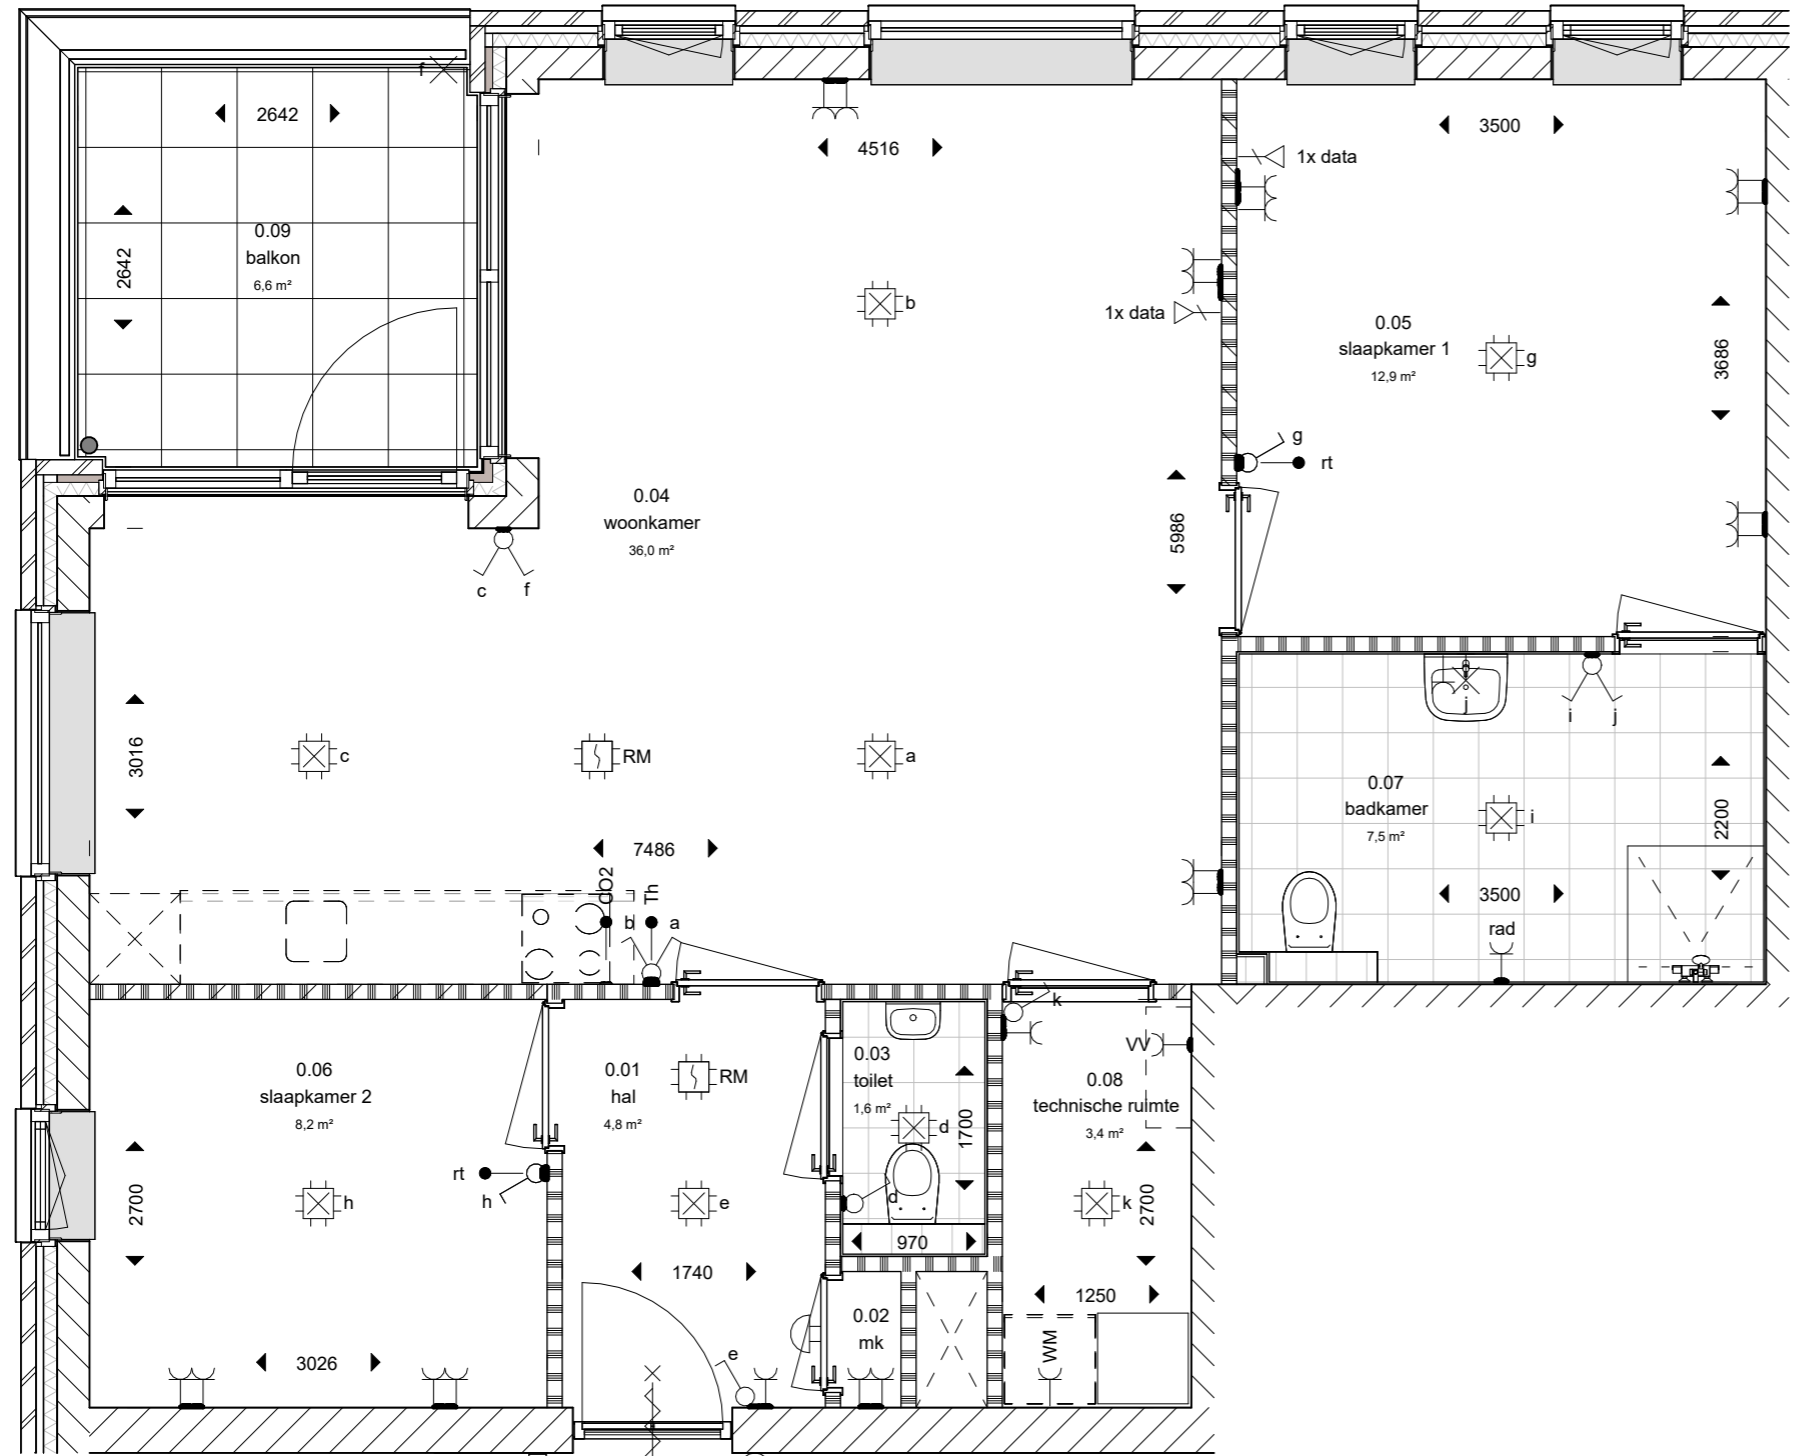 f
2642
4516
3500
1x data
2642
0.09
balkon
6,6 m²
b
1x data
0.05
slaapkamer 1
12,9 m²
g
3686
g
rt
0.04
woonkamer
36,0 m²
5986
c
f
i
j
j
3016
c
RM
a
0.07
badkamer
7,5 m²
i
2200
7486
CO2
Th
b
a
3500
rad
k
VV
0.06
slaapkamer 2
8,2 m²
0.01
hal
4,8 m²
RM
0.03
toilet
1,6 m²
d
1700
0.08
technische ruimte
3,4 m²
rt
h
h
2700
e
d
k
2700
970
1740
1250
0.02
mk
WM
3026
e